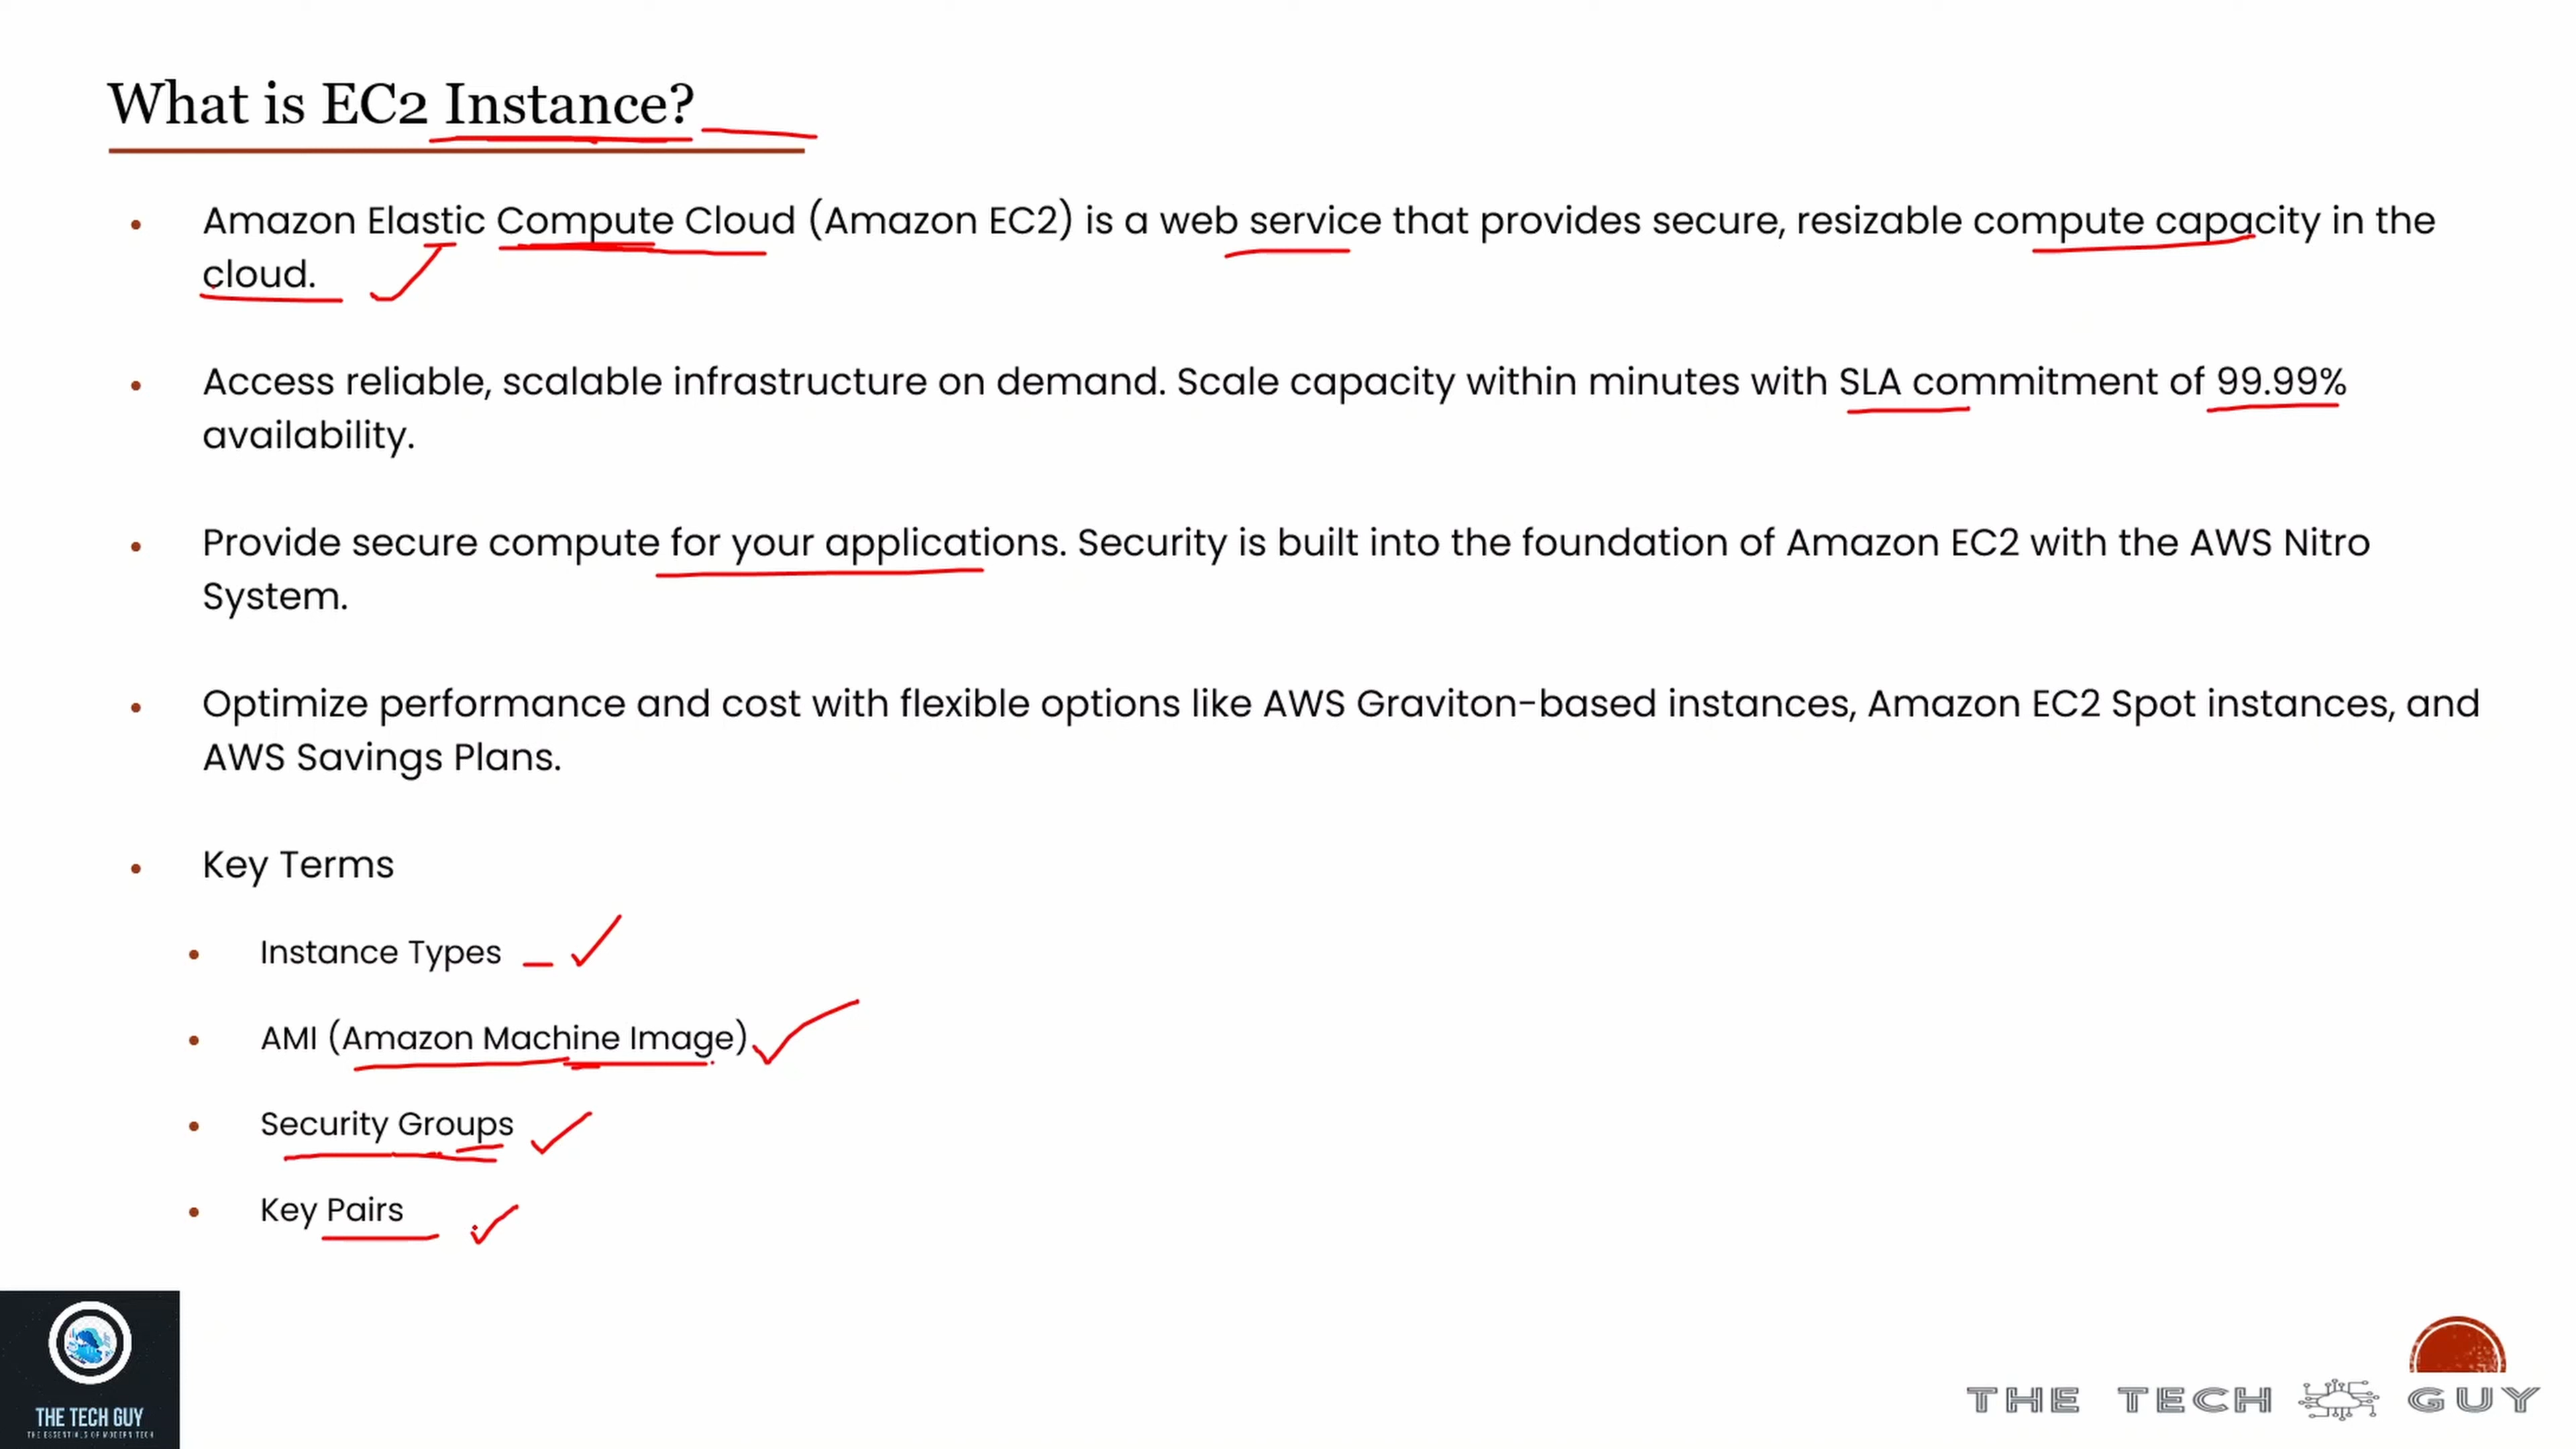 What is EC2 Instance?
• Amazon Elastic Compute Cloud (Amazon EC2) is a web service that provides secure, resizable compute capacity in the
cloud.
• Access reliable, scalable infrastructure on demand. Scale capacity within minutes with SLA commitment of 99.99%
availability.
• Provide secure compute for your applications. Security is built into the foundation of Amazon EC2 with the AWS Nitro
System.
• Optimize performance and cost with flexible options like AWS Graviton-based instances, Amazon EC2 Spot instances, and
AWS Savings Plans.
• Key Terms
• Instance Types
• AMI (Amazon Machine Image)
• Security Groups
• Key Pairs
THE TECH GUY
THE ESSENTIALS OF MODERN TECH
THE TECH GUY